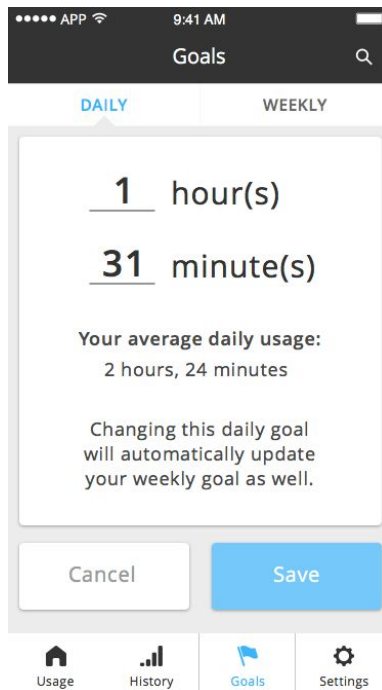 APP 9:41 AM
Goals
DAILY WEEKLY
1 hour(s)
31 minute(s)
Your average daily usage:
2 hours, 24 minutes
Changing this daily goal
will automatically update
your weekly goal as well.
Cancel Save
Usage History Goals Settings